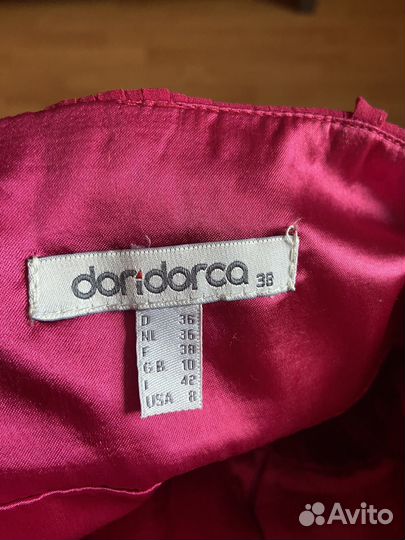 doridorca 38
D 36
NL 36
F 38
GB 10
I 42
USA 8
Avito